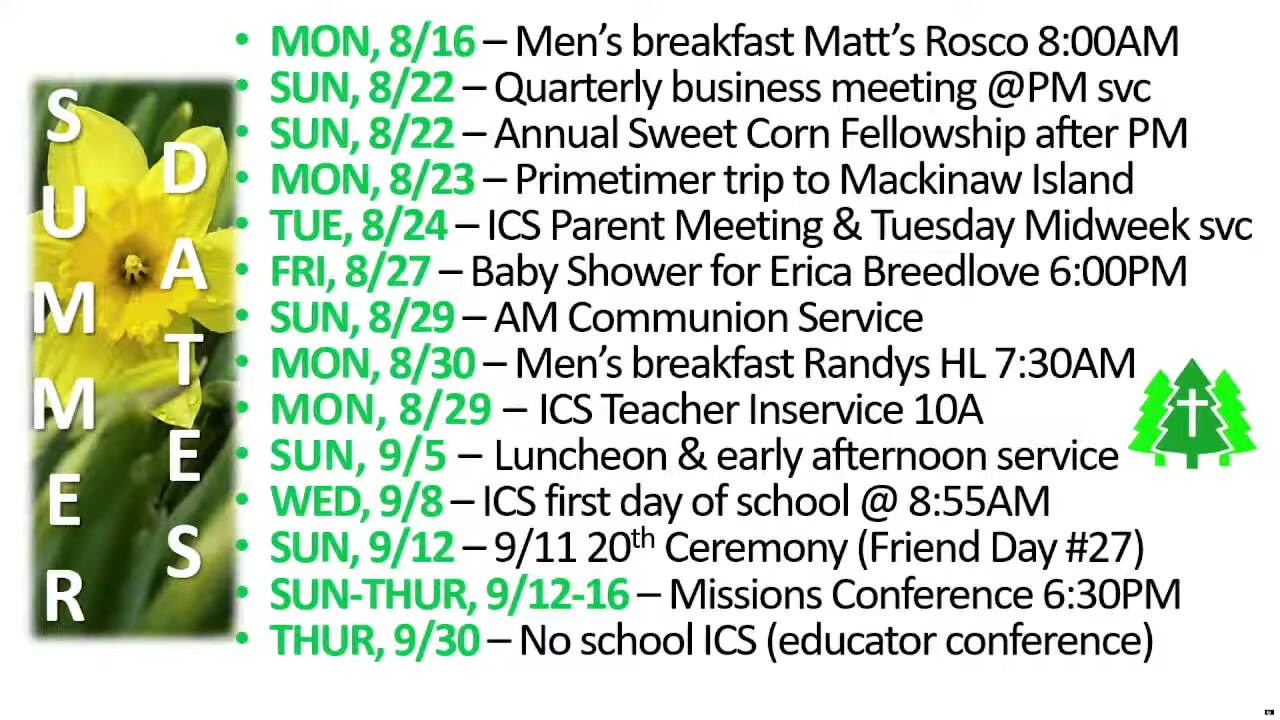 SUMMER
DATES
• MON, 8/16 – Men’s breakfast Matt’s Rosco 8:00AM
• SUN, 8/22 – Quarterly business meeting @PM svc
• SUN, 8/22 – Annual Sweet Corn Fellowship after PM
• MON, 8/23 – Primetimer trip to Mackinaw Island
• TUE, 8/24 – ICS Parent Meeting & Tuesday Midweek svc
• FRI, 8/27 – Baby Shower for Erica Breedlove 6:00PM
• SUN, 8/29 – AM Communion Service
• MON, 8/30 – Men’s breakfast Randys HL 7:30AM
• MON, 8/29 – ICS Teacher Inservice 10A
• SUN, 9/5 – Luncheon & early afternoon service
• WED, 9/8 – ICS first day of school @ 8:55AM
• SUN, 9/12 – 9/11 20th Ceremony (Friend Day #27)
• SUN-THUR, 9/12-16 – Missions Conference 6:30PM
• THUR, 9/30 – No school ICS (educator conference)